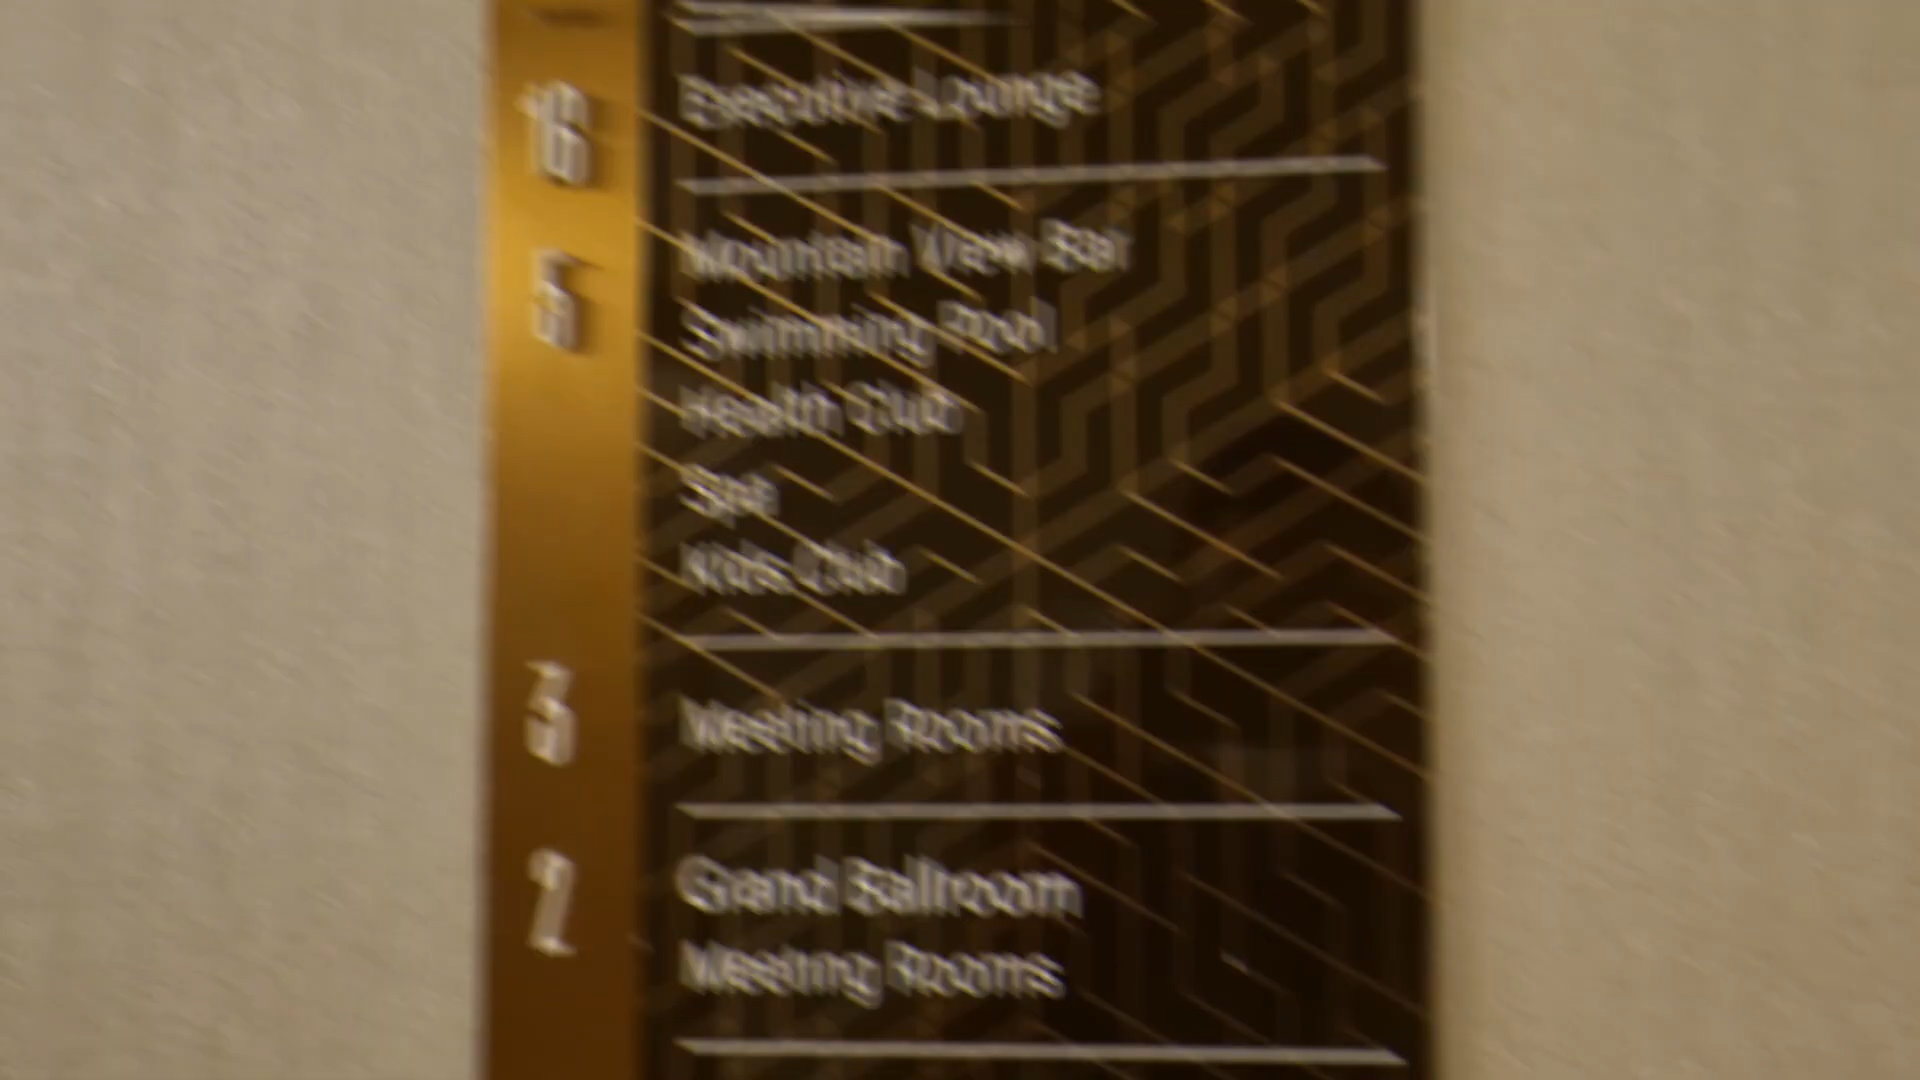 6 Executive Lounge
5 Mountain View Bar
Swimming Pool
Health Club
Spa
Kids Club
3 Meeting Rooms
2 Grand Ballroom
Meeting Rooms